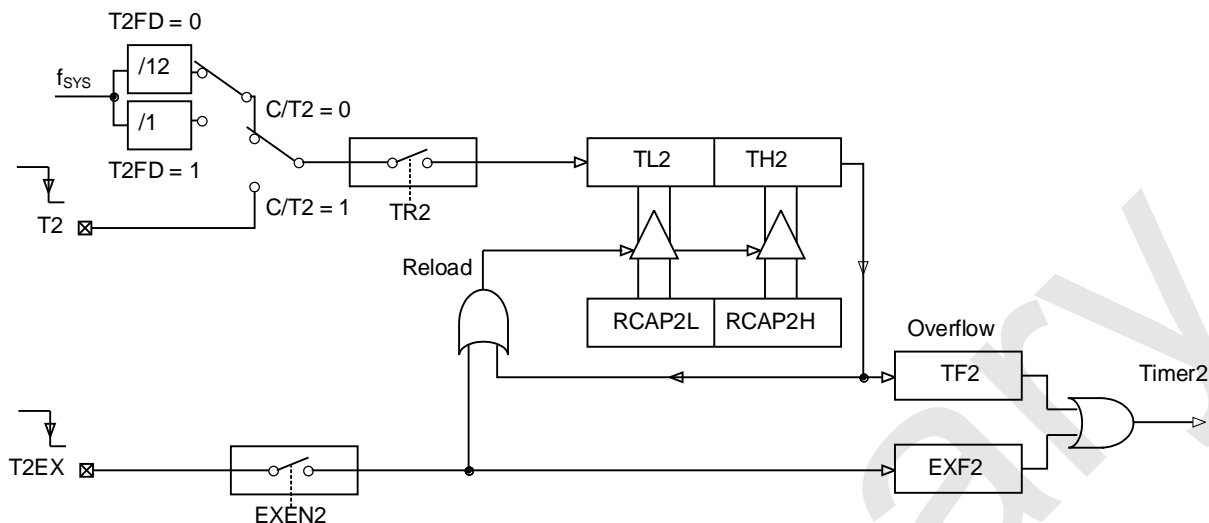 T2FD = 0
/12
fSYS
C/T2 = 0
/1
T2FD = 1
TL2 TH2
T2
C/T2 = 1
TR2
Reload
RCAP2L RCAP2H
Overflow
TF2
Timer2
T2EX
EXF2
EXEN2
ary